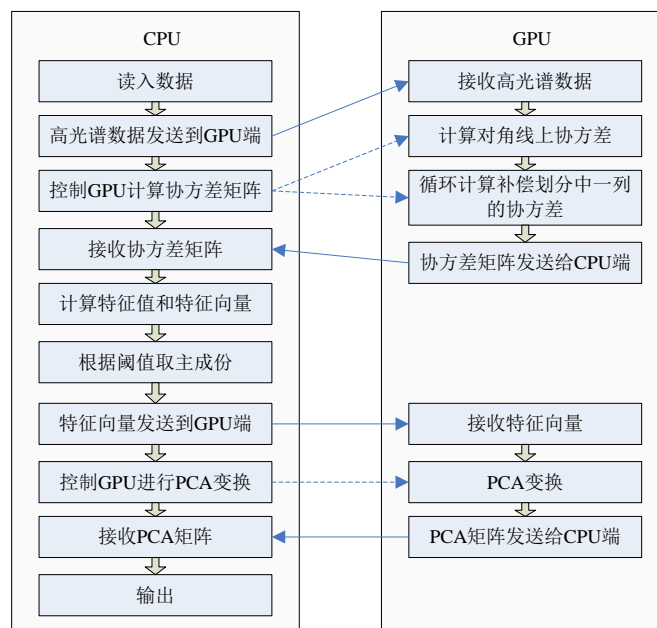 CPU
读入数据
高光谱数据发送到GPU端
控制GPU计算协方差矩阵
接收协方差矩阵
计算特征值和特征向量
根据阈值取主成份
特征向量发送到GPU端
控制GPU进行PCA变换
接收PCA矩阵
输出
GPU
接收高光谱数据
计算对角线上协方差
循环计算补偿划分中一列
的协方差
协方差矩阵发送给CPU端
接收特征向量
PCA变换
PCA矩阵发送给CPU端